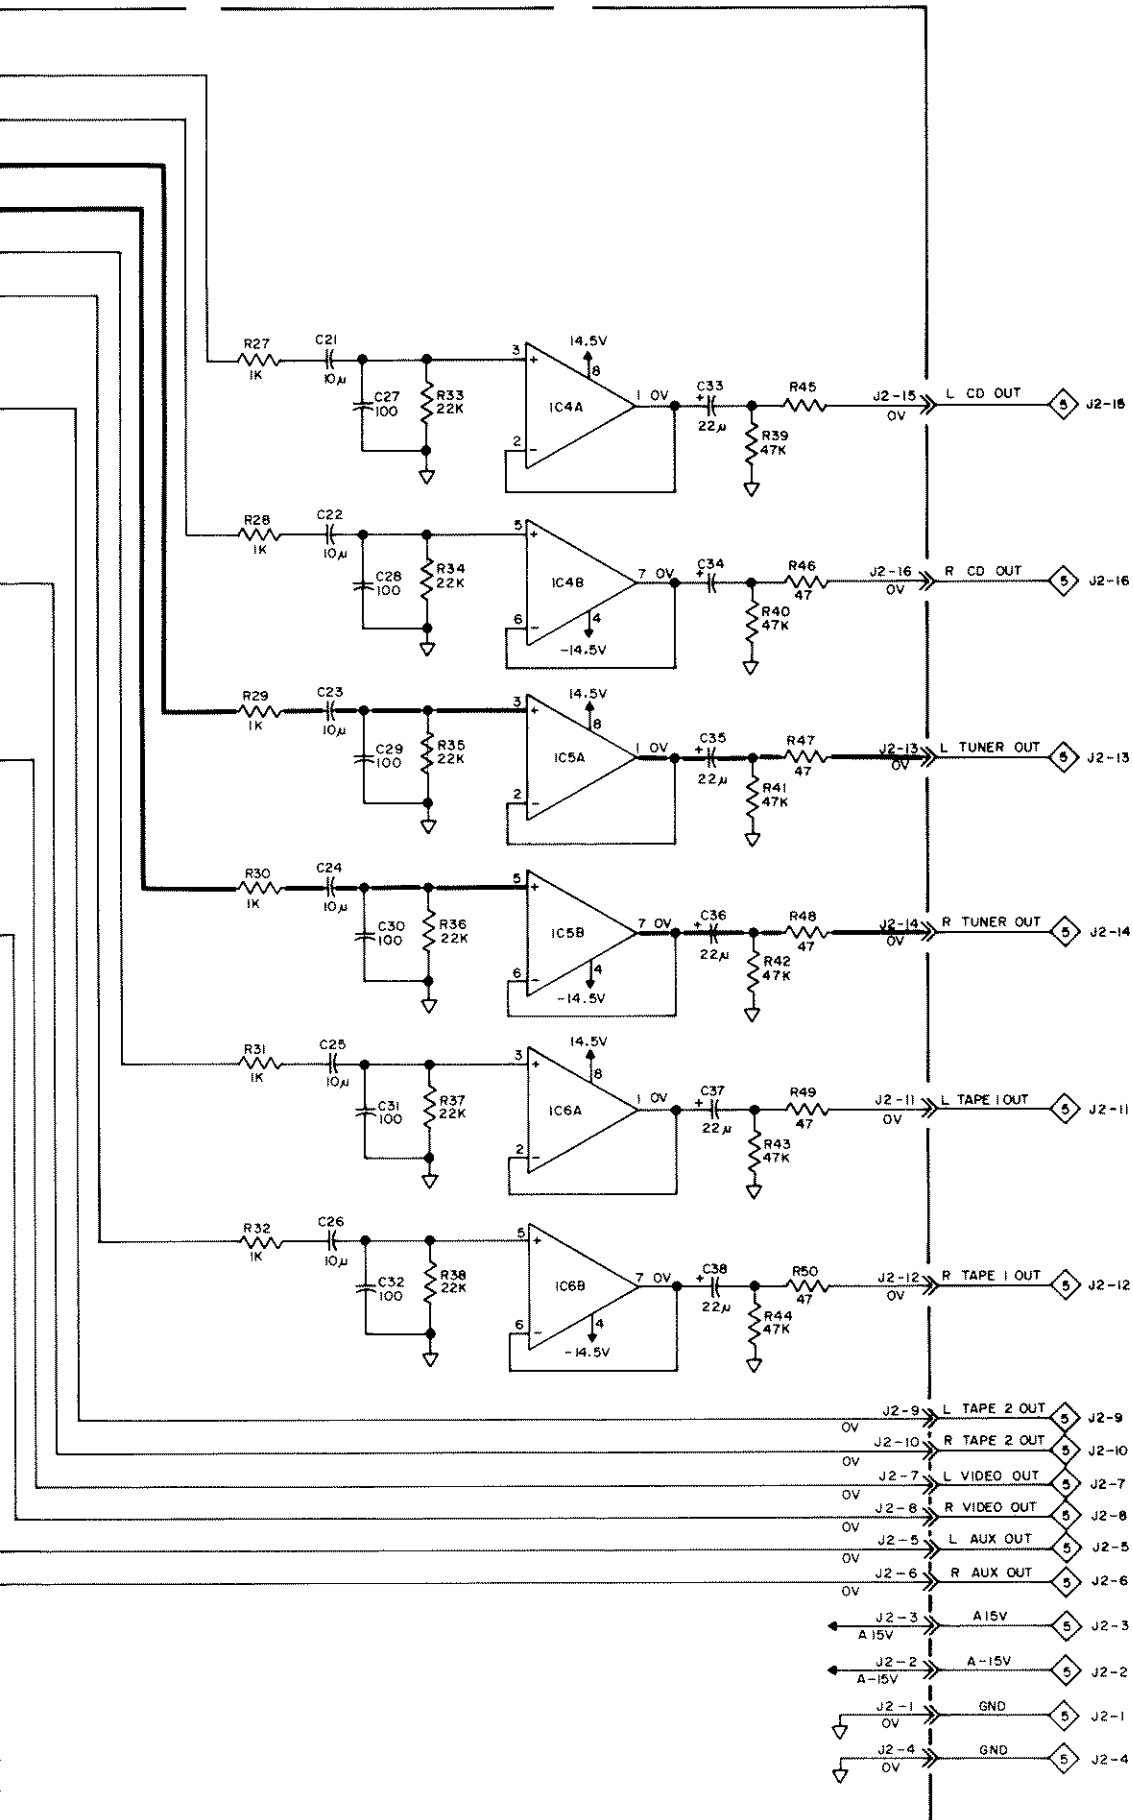 R27
1K
C21
10µ
C27
100
R33
22K
3
+
14.5V
8
IC4A
2
-
1 0V
+
C33
22µ
R39
47K
R45
J2-15
0V
L CD OUT
5
J2-15
R28
1K
C22
10µ
C28
100
R34
22K
5
+
IC4B
6
-
4
-14.5V
7 0V
+
C34
R40
47K
R46
47
J2-16
0V
R CD OUT
5
J2-16
R29
1K
C23
10µ
C29
100
R35
22K
3
+
14.5V
8
IC5A
2
-
1 0V
+
C35
22µ
R41
47K
R47
47
J2-13
0V
L TUNER OUT
5
J2-13
R30
1K
C24
10µ
C30
100
R36
22K
5
+
IC5B
6
-
4
-14.5V
7 0V
+
C36
22µ
R42
47K
R48
47
J2-14
0V
R TUNER OUT
5
J2-14
R31
1K
C25
10µ
C31
100
R37
22K
3
+
14.5V
8
IC6A
2
-
1 0V
+
C37
22µ
R43
47K
R49
47
J2-11
0V
L TAPE 1 OUT
5
J2-11
R32
1K
C26
10µ
C32
100
R38
22K
5
+
IC6B
6
-
4
-14.5V
7 0V
+
C38
22µ
R44
47K
R50
47
J2-12
0V
R TAPE 1 OUT
5
J2-12
0V
J2-9
L TAPE 2 OUT
5
J2-9
0V
J2-10
R TAPE 2 OUT
5
J2-10
0V
J2-7
L VIDEO OUT
5
J2-7
0V
J2-8
R VIDEO OUT
5
J2-8
0V
J2-5
L AUX OUT
5
J2-5
0V
J2-6
R AUX OUT
5
J2-6
J2-3
A15V
A15V
5
J2-3
J2-2
A-15V
A-15V
5
J2-2
J2-1
0V
GND
5
J2-1
J2-4
0V
GND
5
J2-4